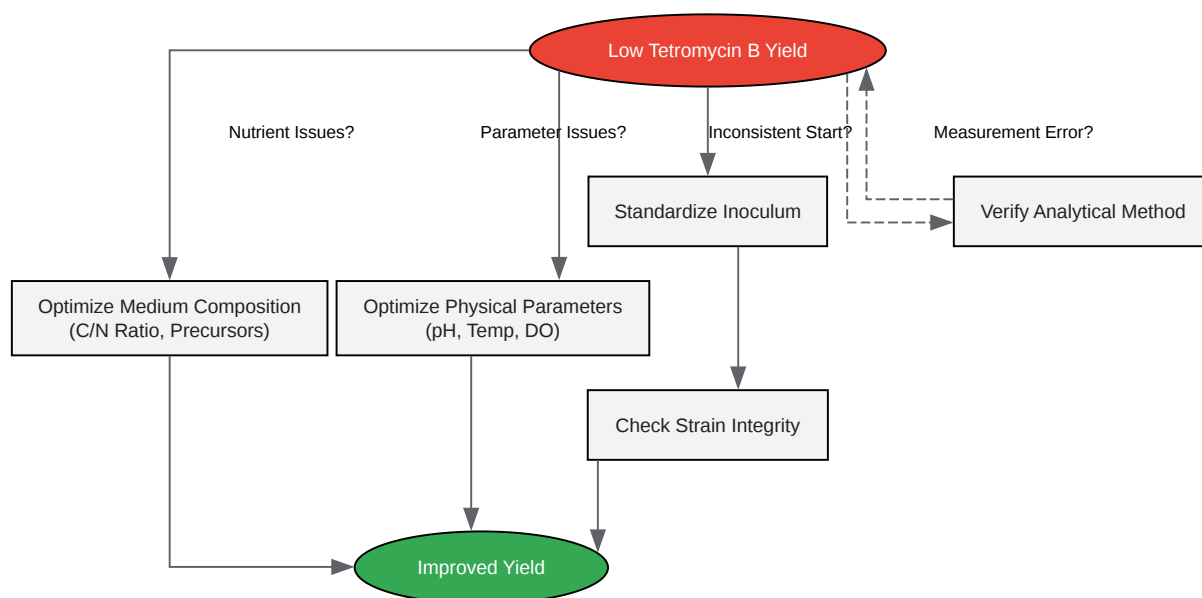 Low Tetromycin B Yield
Nutrient Issues?
Parameter Issues?
Inconsistent Start?
Measurement Error?
Standardize Inoculum
Verify Analytical Method
Optimize Medium Composition
(C/N Ratio, Precursors)
Optimize Physical Parameters
(pH, Temp, DO)
Check Strain Integrity
Improved Yield